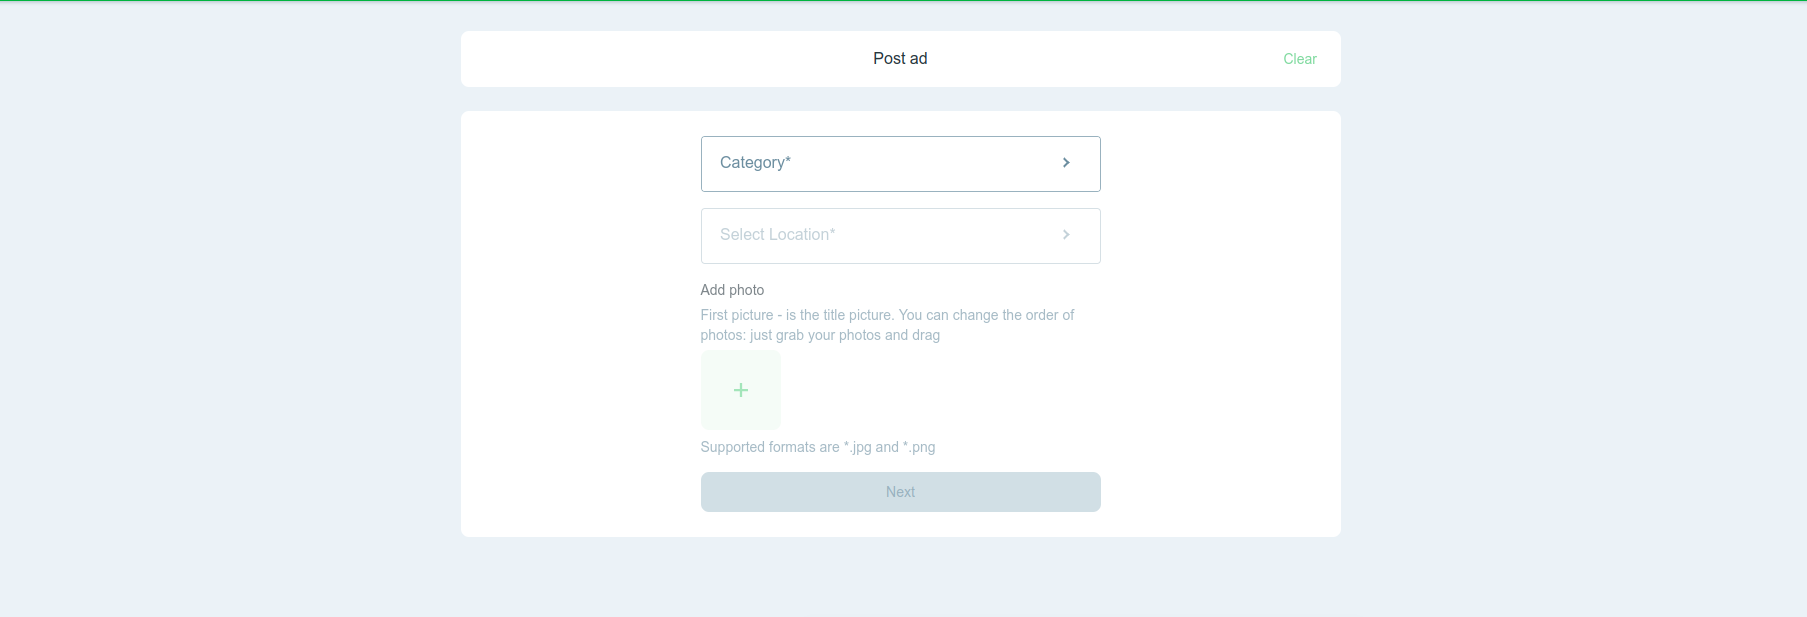 Post ad
Clear
Category*
Select Location*
Add photo
First picture - is the title picture. You can change the order of
photos: just grab your photos and drag
Supported formats are *.jpg and *.png
Next